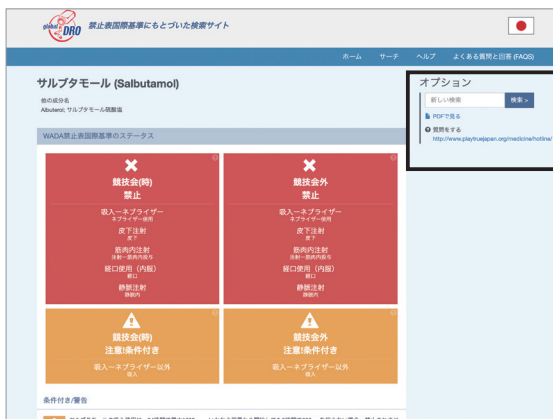 global DRO 禁止表国際基準にもとづいた検索サイト
ホーム サーチ ヘルプ よくある質問と回答 (FAQS)
サルブタモール (Salbutamol)
他の成分名
Albuterol; サルブタモール硫酸塩
WADA禁止表国際基準のステータス
競技会(時)
禁止
吸入ーネブライザー
ネブライザー使用
皮下注射
皮下
筋肉内注射
注射ー筋肉内投与
経口使用（内服）
経口
静脈注射
静脈内
競技会外
禁止
吸入ーネブライザー
ネブライザー使用
皮下注射
皮下
筋肉内注射
注射ー筋肉内投与
経口使用（内服）
経口
静脈注射
静脈内
競技会(時)
注意!条件付き
吸入ーネブライザー以外
吸入
競技会外
注意!条件付き
吸入ーネブライザー以外
吸入
条件付き/警告
オプション
新しい検索 検索 >
PDFで見る
質問をする
http://www.playtruejapan.org/medicine/hotline/